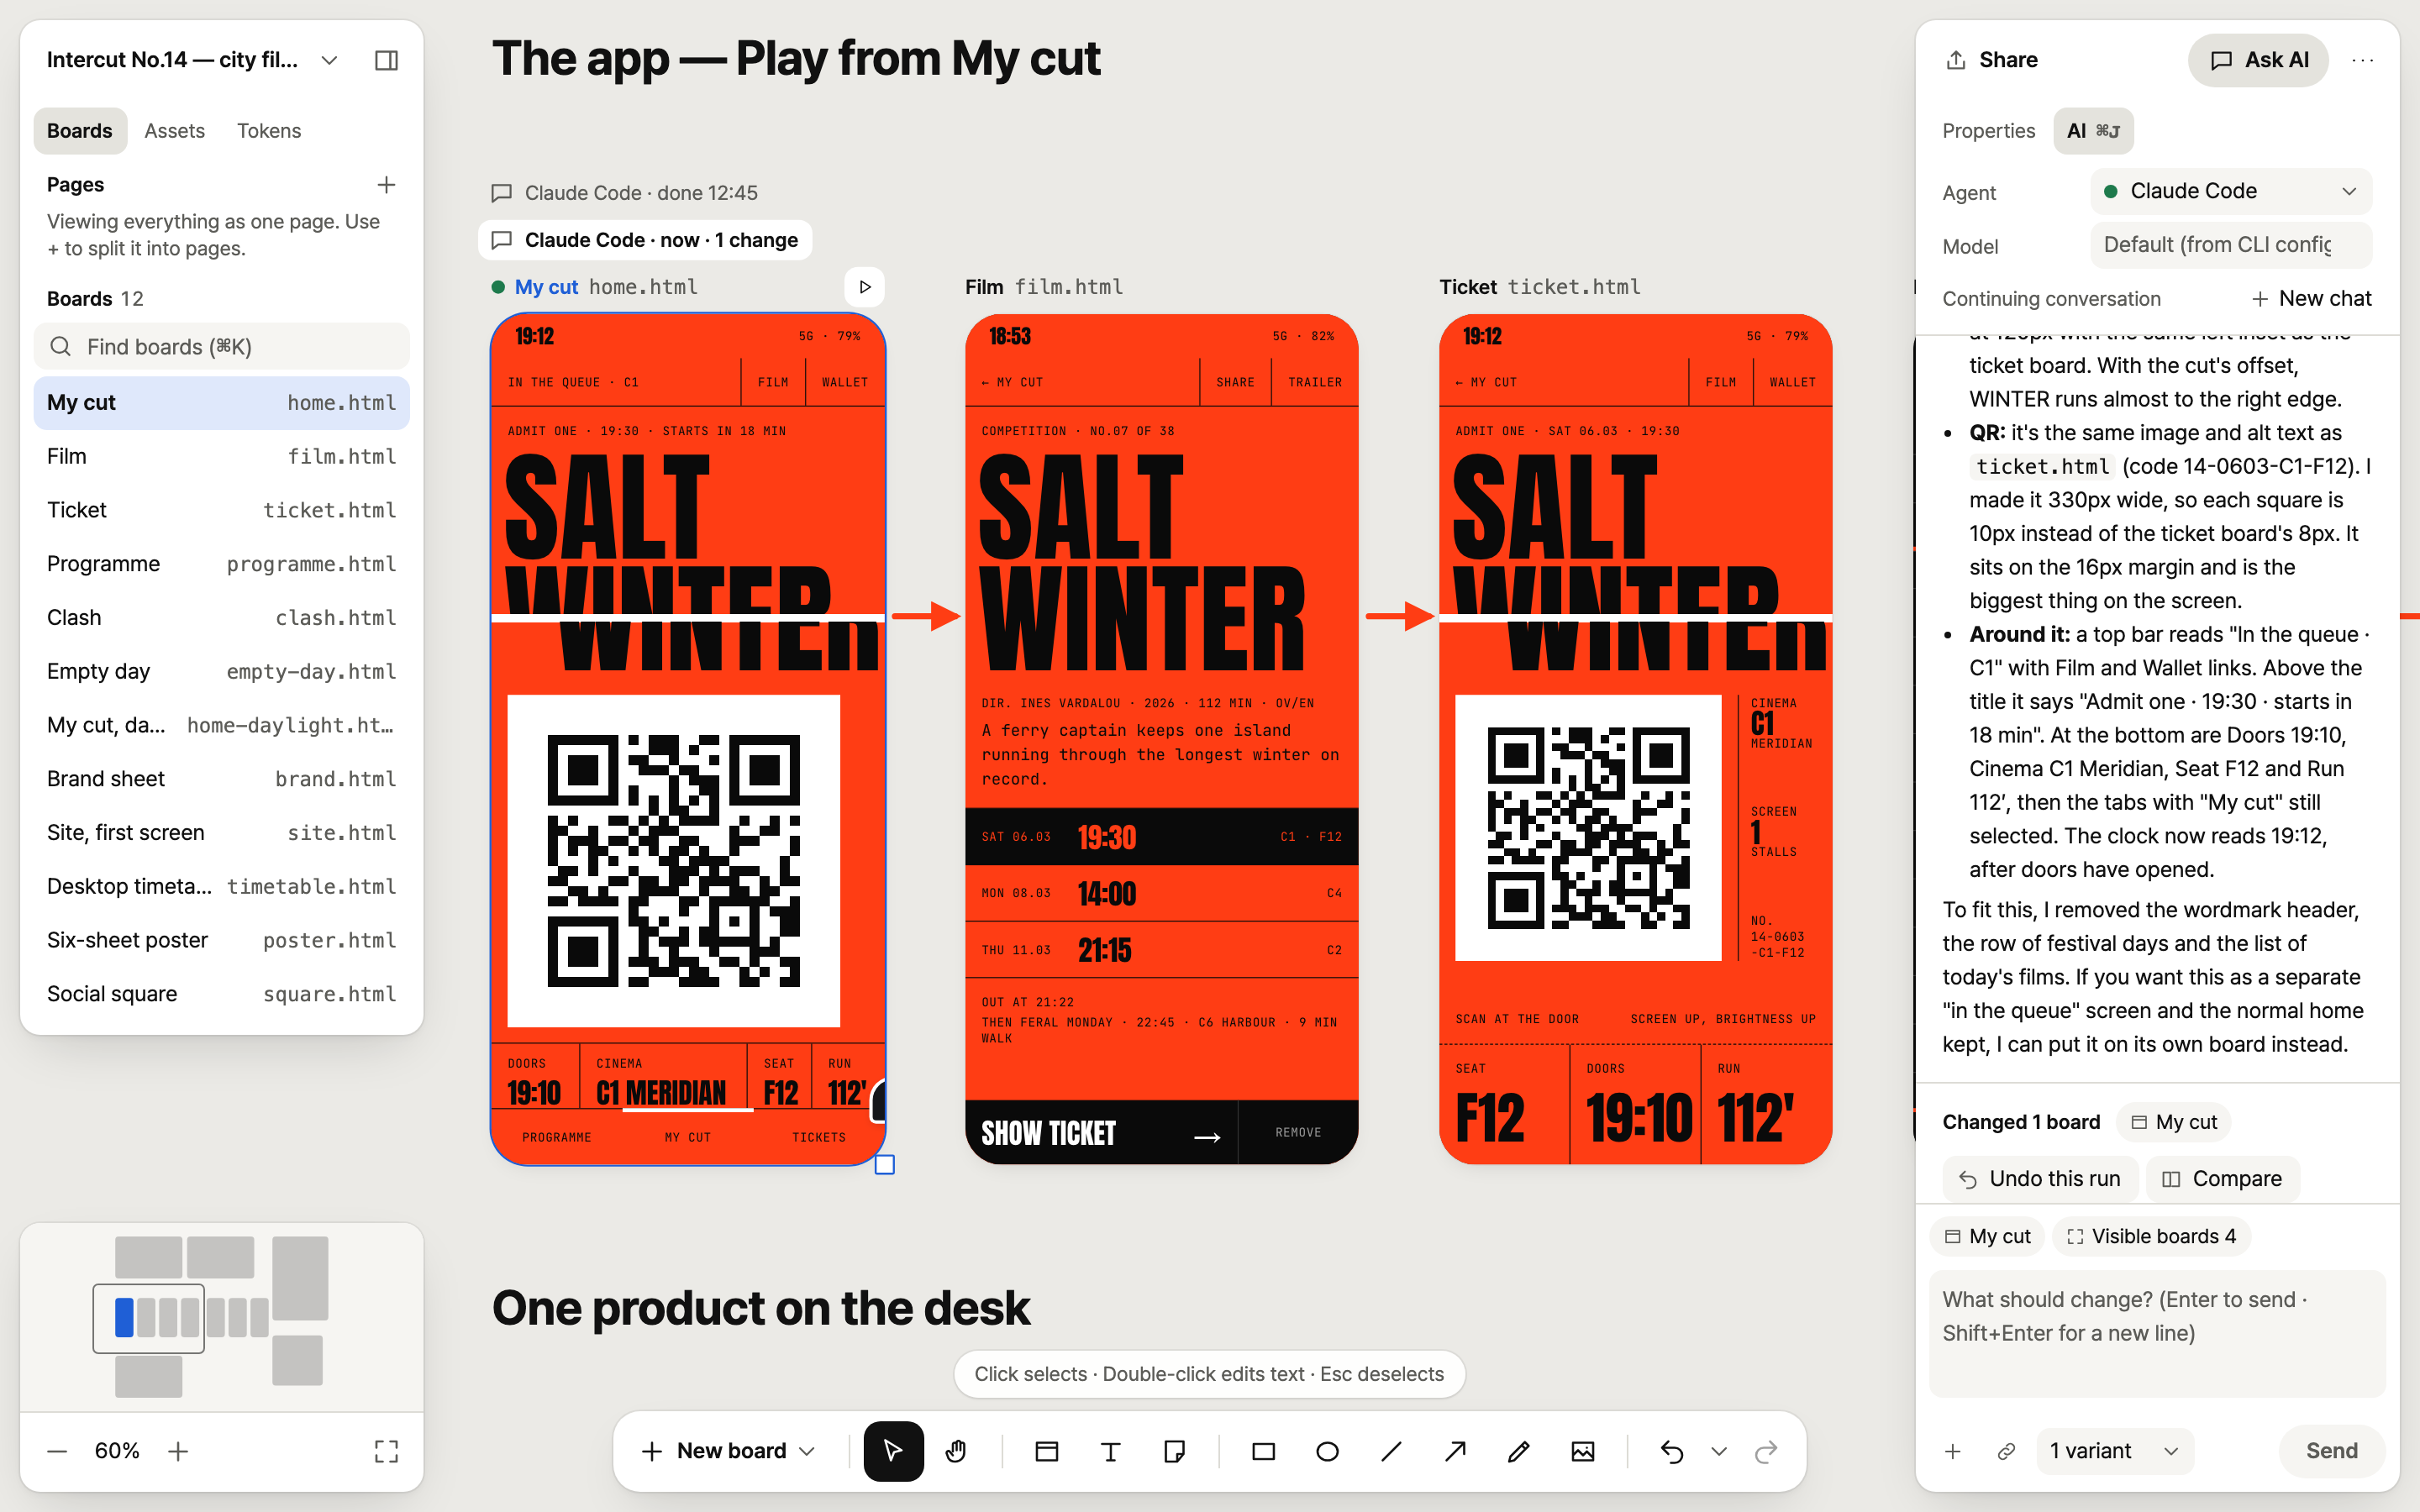 Intercut No.14 — city fil...
Boards
Assets
Tokens
Pages
Viewing everything as one page. Use
+ to split it into pages.
Boards 12
Find boards (⌘K)
My cut home.html
Film film.html
Ticket ticket.html
Programme programme.html
Clash clash.html
Empty day empty-day.html
My cut, da... home-daylight.ht...
Brand sheet brand.html
Site, first screen site.html
Desktop timeta... timetable.html
Six-sheet poster poster.html
Social square square.html
60%
The app — Play from My cut
Claude Code · done 12:45
Claude Code · now · 1 change
My cut home.html
19:12
5G · 79%
IN THE QUEUE · C1
FILM
WALLET
ADMIT ONE · 19:30 · STARTS IN 18 MIN
SALT
WINTER
DOORS
19:10
CINEMA
C1 MERIDIAN
SEAT
F12
RUN
112'
PROGRAMME
MY CUT
TICKETS
Film film.html
18:53
5G · 82%
← MY CUT
SHARE
TRAILER
COMPETITION · NO.07 OF 38
SALT
WINTER
DIR. INES VARDALOU · 2026 · 112 MIN · OV/EN
A ferry captain keeps one island
running through the longest winter on
record.
SAT 06.03 19:30 C1 · F12
MON 08.03 14:00 C4
THU 11.03 21:15 C2
OUT AT 21:22
THEN FERAL MONDAY · 22:45 · C6 HARBOUR · 9 MIN
WALK
SHOW TICKET →
REMOVE
Ticket ticket.html
19:12
5G · 79%
← MY CUT
FILM
WALLET
ADMIT ONE · SAT 06.03 · 19:30
SALT
WINTER
CINEMA
C1
MERIDIAN
SCREEN
1
STALLS
NO.
14-0603
-C1-F12
SCAN AT THE DOOR
SCREEN UP, BRIGHTNESS UP
SEAT
F12
DOORS
19:10
RUN
112'
One product on the desk
Click selects · Double-click edits text · Esc deselects
New board
Share
Ask AI
Properties
AI ⌘J
Agent
Claude Code
Model
Default (from CLI config
Continuing conversation
+ New chat
at 120px with the same left inset as the
ticket board. With the cut's offset,
WINTER runs almost to the right edge.
• QR: it's the same image and alt text as
ticket.html (code 14-0603-C1-F12). I
made it 330px wide, so each square is
10px instead of the ticket board's 8px. It
sits on the 16px margin and is the
biggest thing on the screen.
• Around it: a top bar reads "In the queue ·
C1" with Film and Wallet links. Above the
title it says "Admit one · 19:30 · starts in
18 min". At the bottom are Doors 19:10,
Cinema C1 Meridian, Seat F12 and Run
112′, then the tabs with "My cut" still
selected. The clock now reads 19:12,
after doors have opened.
To fit this, I removed the wordmark header,
the row of festival days and the list of
today's films. If you want this as a separate
"in the queue" screen and the normal home
kept, I can put it on its own board instead.
Changed 1 board
My cut
Undo this run
Compare
My cut
Visible boards 4
What should change? (Enter to send ·
Shift+Enter for a new line)
1 variant
Send